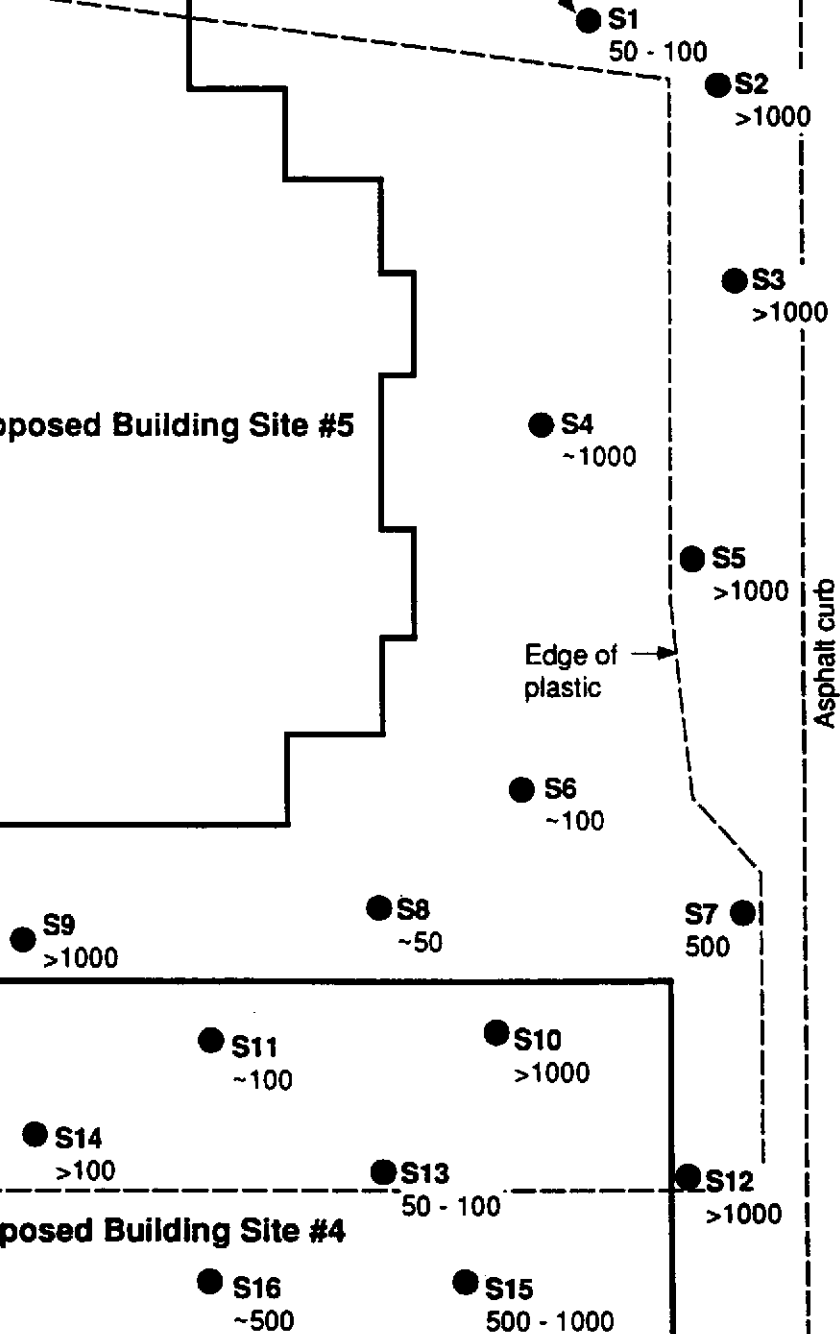 S1
50 - 100
S2
>1000
S3
>1000
posed Building Site #5
S4
~1000
S5
>1000
Asphalt curb
Edge of
plastic
S6
~100
S8
~50
S7
500
S9
>1000
S11
~100
S10
>1000
S14
>100
S13
50 - 100
S12
>1000
posed Building Site #4
S16
~500
S15
500 - 1000